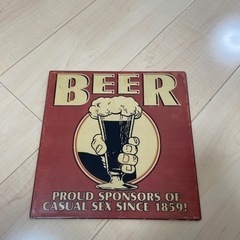 BEER
PROUD SPONSORS OF
CASUAL SEX SINCE 1859!